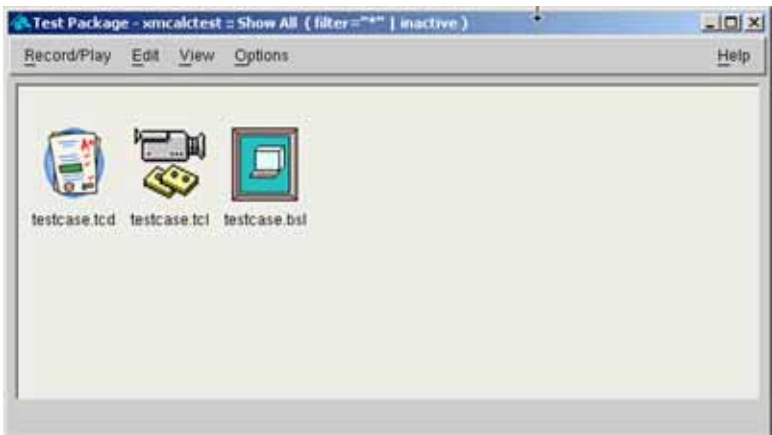 Test Package - xmcalctest :: Show All ( filter="*" | inactive )
Record/Play Edit View Options Help
testcase.tcd testcase.tcl testcase.bsl